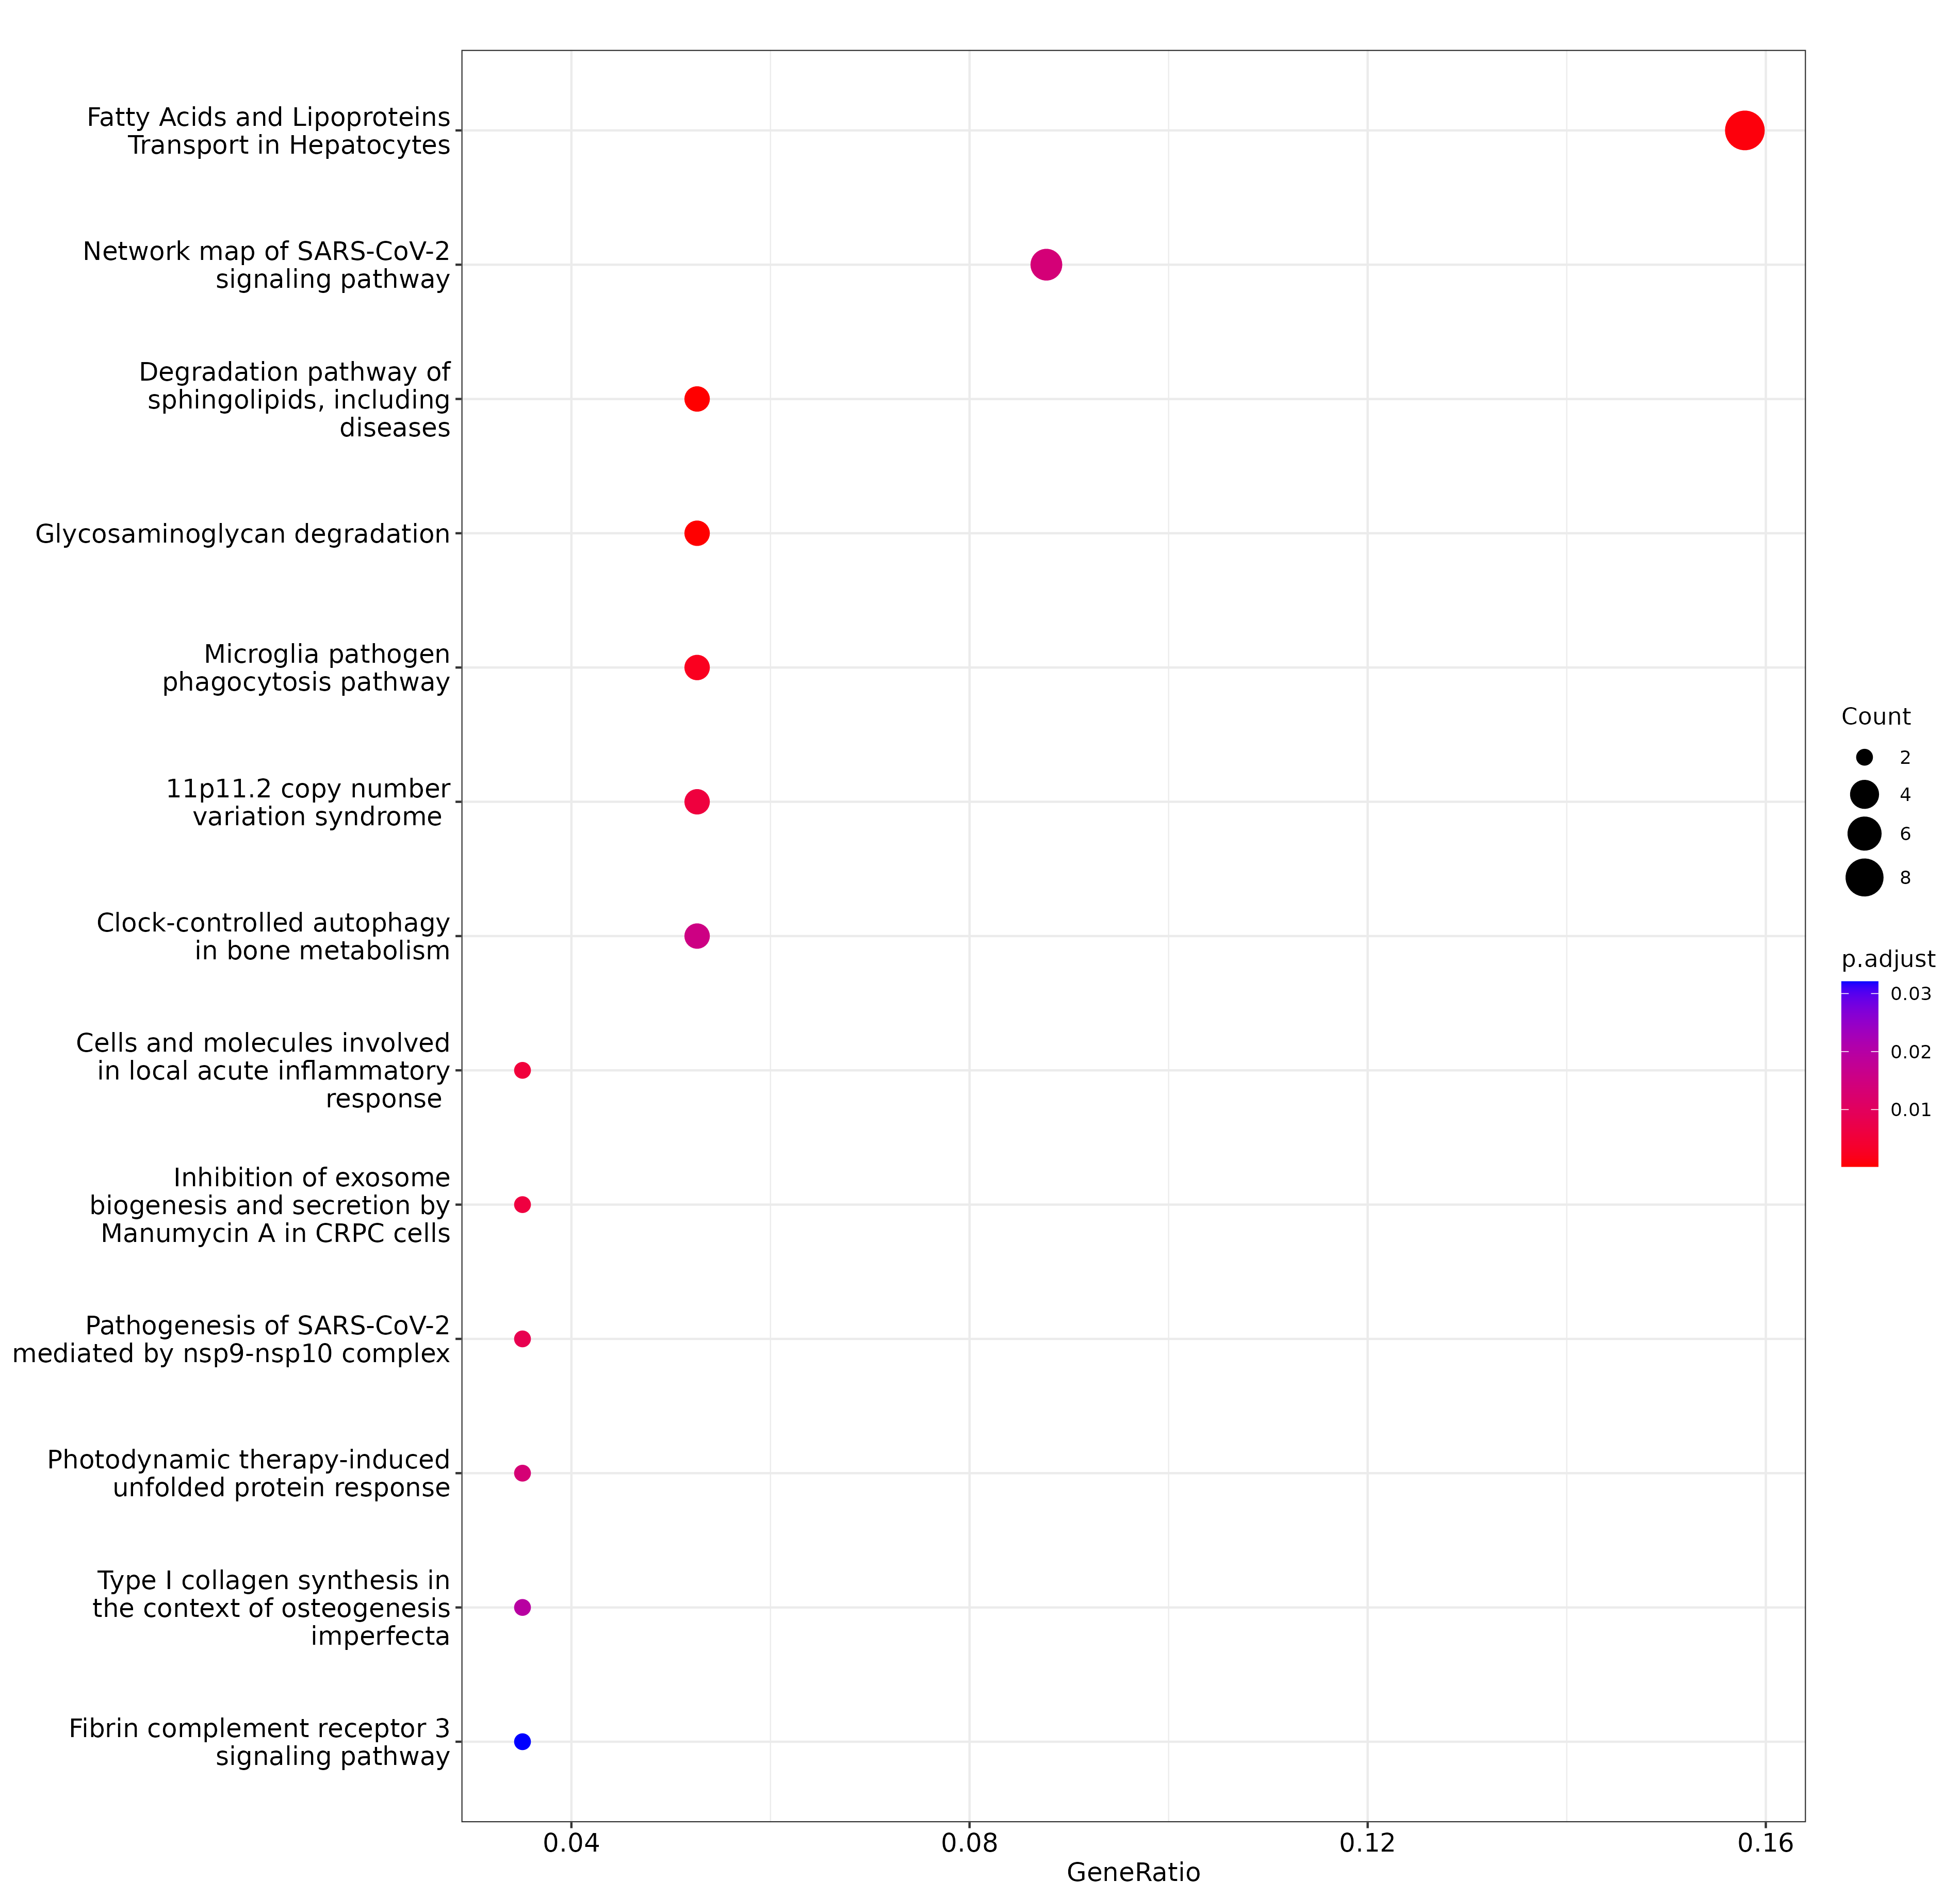 Fatty Acids and Lipoproteins
Transport in Hepatocytes
Network map of SARS-CoV-2
signaling pathway
Degradation pathway of
sphingolipids, including
diseases
Glycosaminoglycan degradation
Microglia pathogen
phagocytosis pathway
11p11.2 copy number
variation syndrome
Clock-controlled autophagy
in bone metabolism
Cells and molecules involved
in local acute inflammatory
response
Inhibition of exosome
biogenesis and secretion by
Manumycin A in CRPC cells
Pathogenesis of SARS-CoV-2
mediated by nsp9-nsp10 complex
Photodynamic therapy-induced
unfolded protein response
Type I collagen synthesis in
the context of osteogenesis
imperfecta
Fibrin complement receptor 3
signaling pathway
0.04 0.08 0.12 0.16
GeneRatio
Count
2
4
6
8
p.adjust
0.03
0.02
0.01